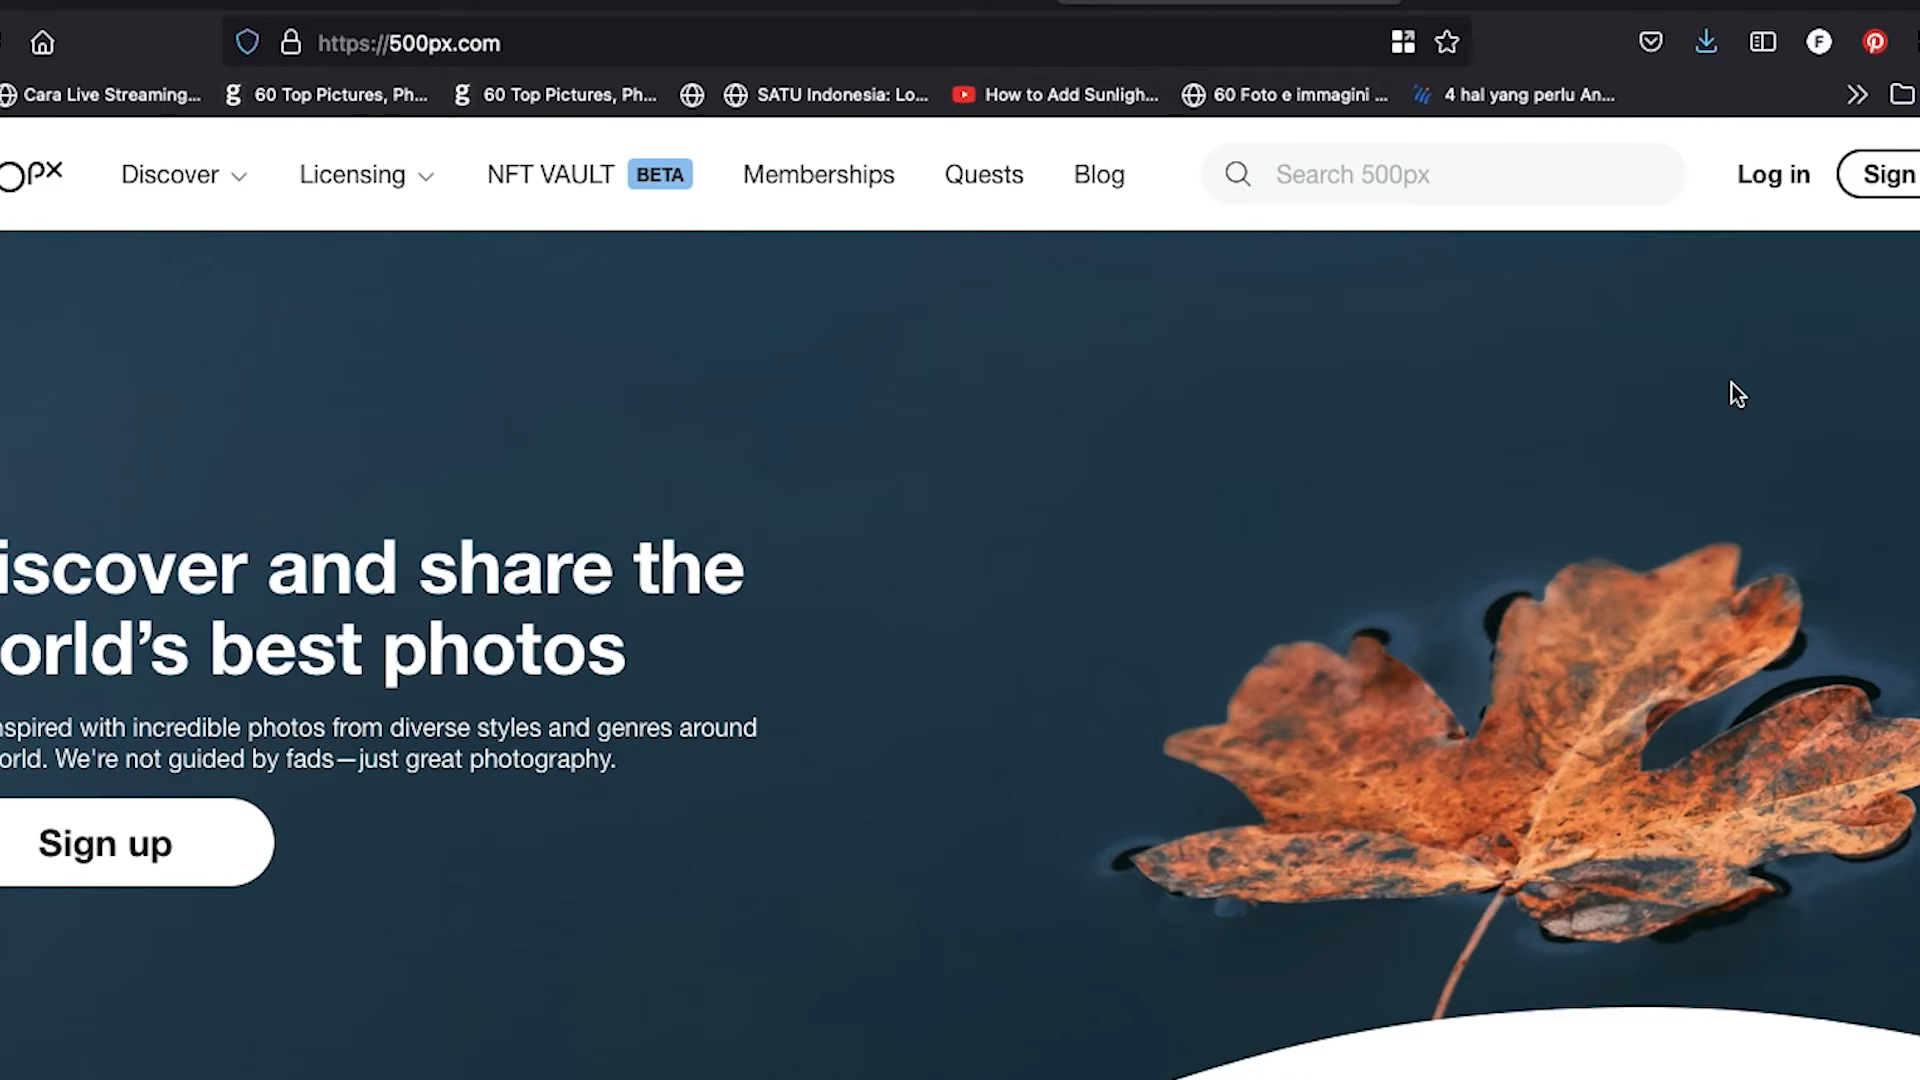 https://500px.com
Cara Live Streaming... 60 Top Pictures, Ph... 60 Top Pictures, Ph... SATU Indonesia: Lo... How to Add Sunligh... 60 Foto e immagini ... 4 hal yang perlu An...
0px Discover Licensing NFT VAULT BETA Memberships Quests Blog Search 500px Log in Sign
iscover and share the
orld’s best photos
nspired with incredible photos from diverse styles and genres around
orld. We're not guided by fads—just great photography.
Sign up